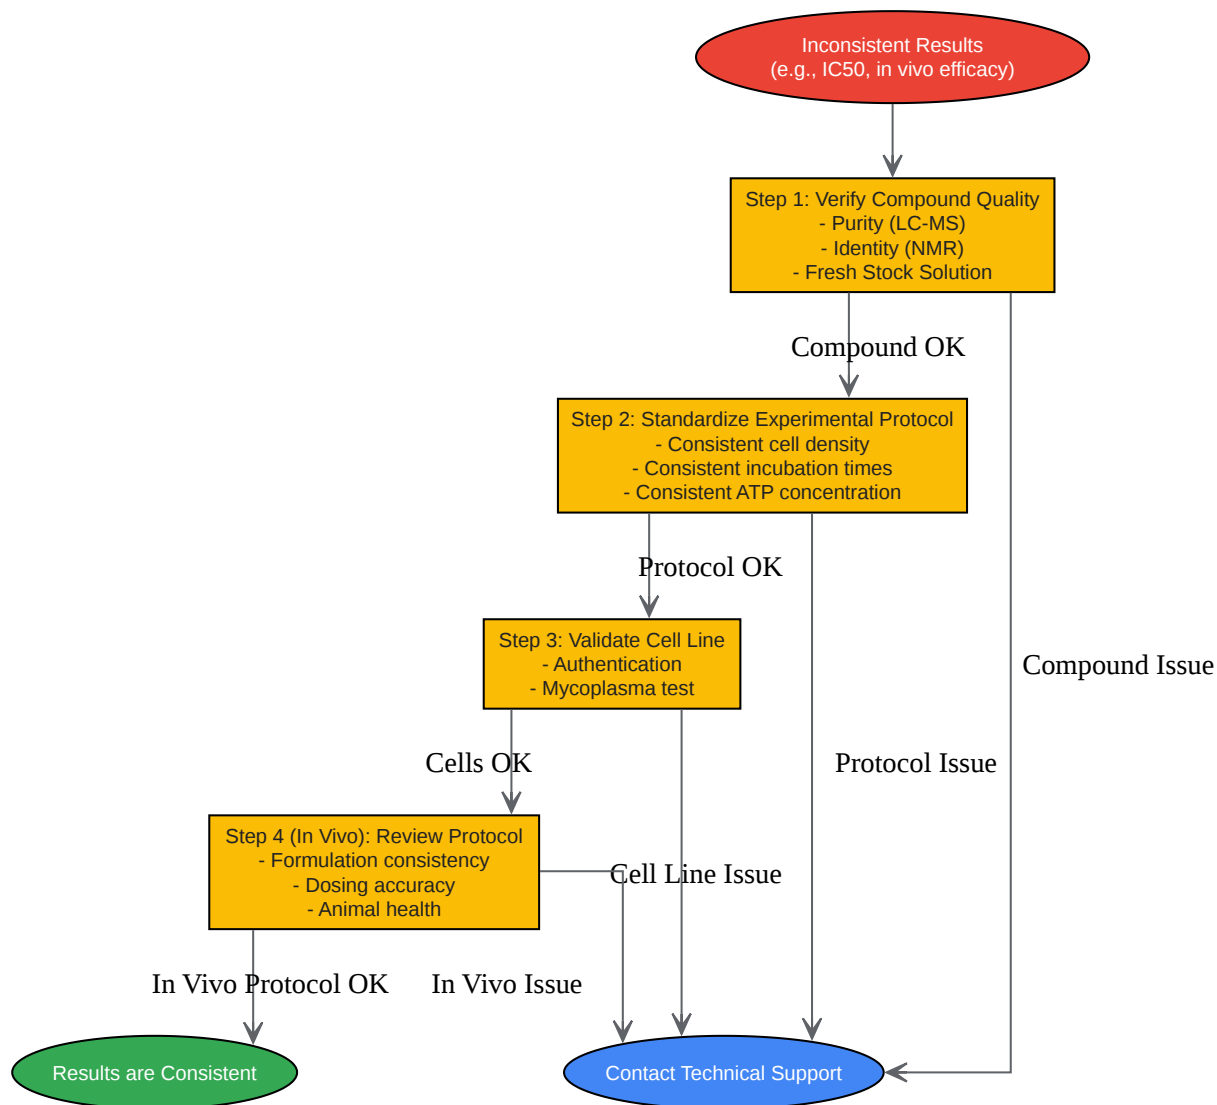 Inconsistent Results
(e.g., IC50, in vivo efficacy)
Step 1: Verify Compound Quality
- Purity (LC-MS)
- Identity (NMR)
- Fresh Stock Solution
Compound OK
Step 2: Standardize Experimental Protocol
- Consistent cell density
- Consistent incubation times
- Consistent ATP concentration
Protocol OK
Step 3: Validate Cell Line
- Authentication
- Mycoplasma test
Compound Issue
Cells OK
Protocol Issue
Step 4 (In Vivo): Review Protocol
- Formulation consistency
- Dosing accuracy
- Animal health
Cell Line Issue
In Vivo Protocol OK
In Vivo Issue
Results are Consistent
Contact Technical Support